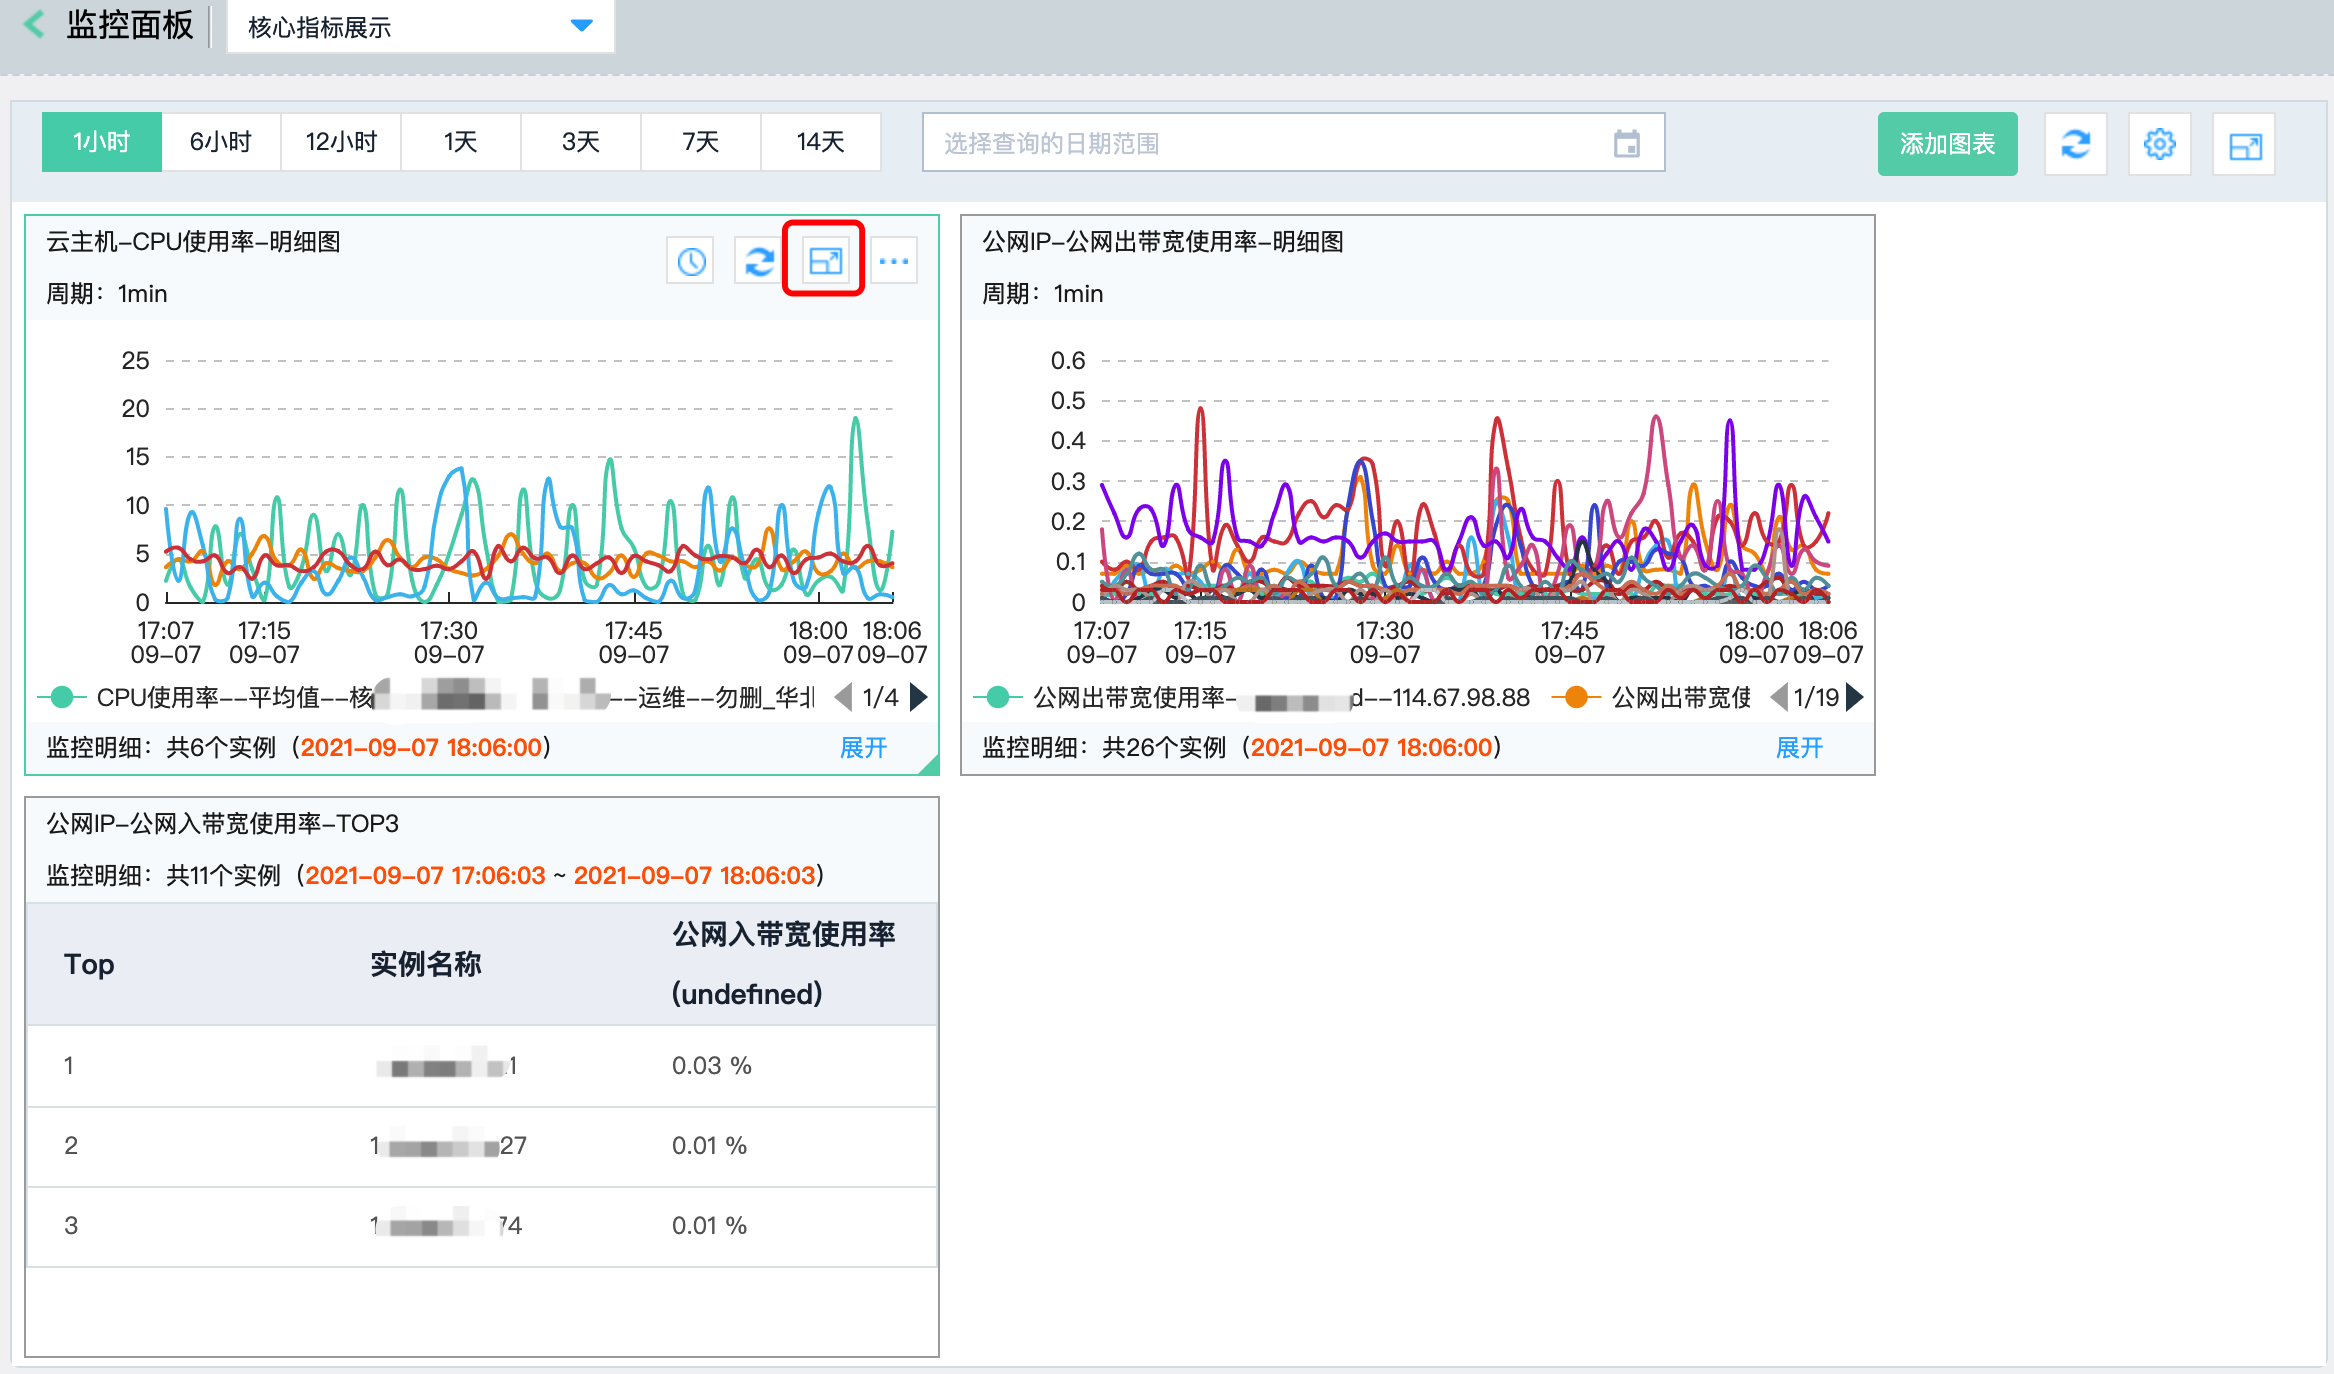 监控面板
核心指标展示
1小时 6小时 12小时 1天 3天 7天 14天
选择查询的日期范围
添加图表
云主机-CPU使用率-明细图
周期：1min
25
20
15
10
5
0
17:07 17:15 17:30 17:45 18:00 18:06
09-07 09-07 09-07 09-07 09-07 09-07
CPU使用率--平均值--核 --运维--勿删_华北 1/4
监控明细：共6个实例（2021-09-07 18:06:00） 展开
公网IP-公网出带宽使用率-明细图
周期：1min
0.6
0.5
0.4
0.3
0.2
0.1
0
17:07 17:15 17:30 17:45 18:00 18:06
09-07 09-07 09-07 09-07 09-07 09-07
公网出带宽使用率- d--114.67.98.88 公网出带宽使 1/19
监控明细：共26个实例（2021-09-07 18:06:00） 展开
公网IP-公网入带宽使用率-TOP3
监控明细：共11个实例（2021-09-07 17:06:03 ~ 2021-09-07 18:06:03）
Top 实例名称 公网入带宽使用率
(undefined)
1 1 0.03 %
2 1 27 0.01 %
3 1 74 0.01 %